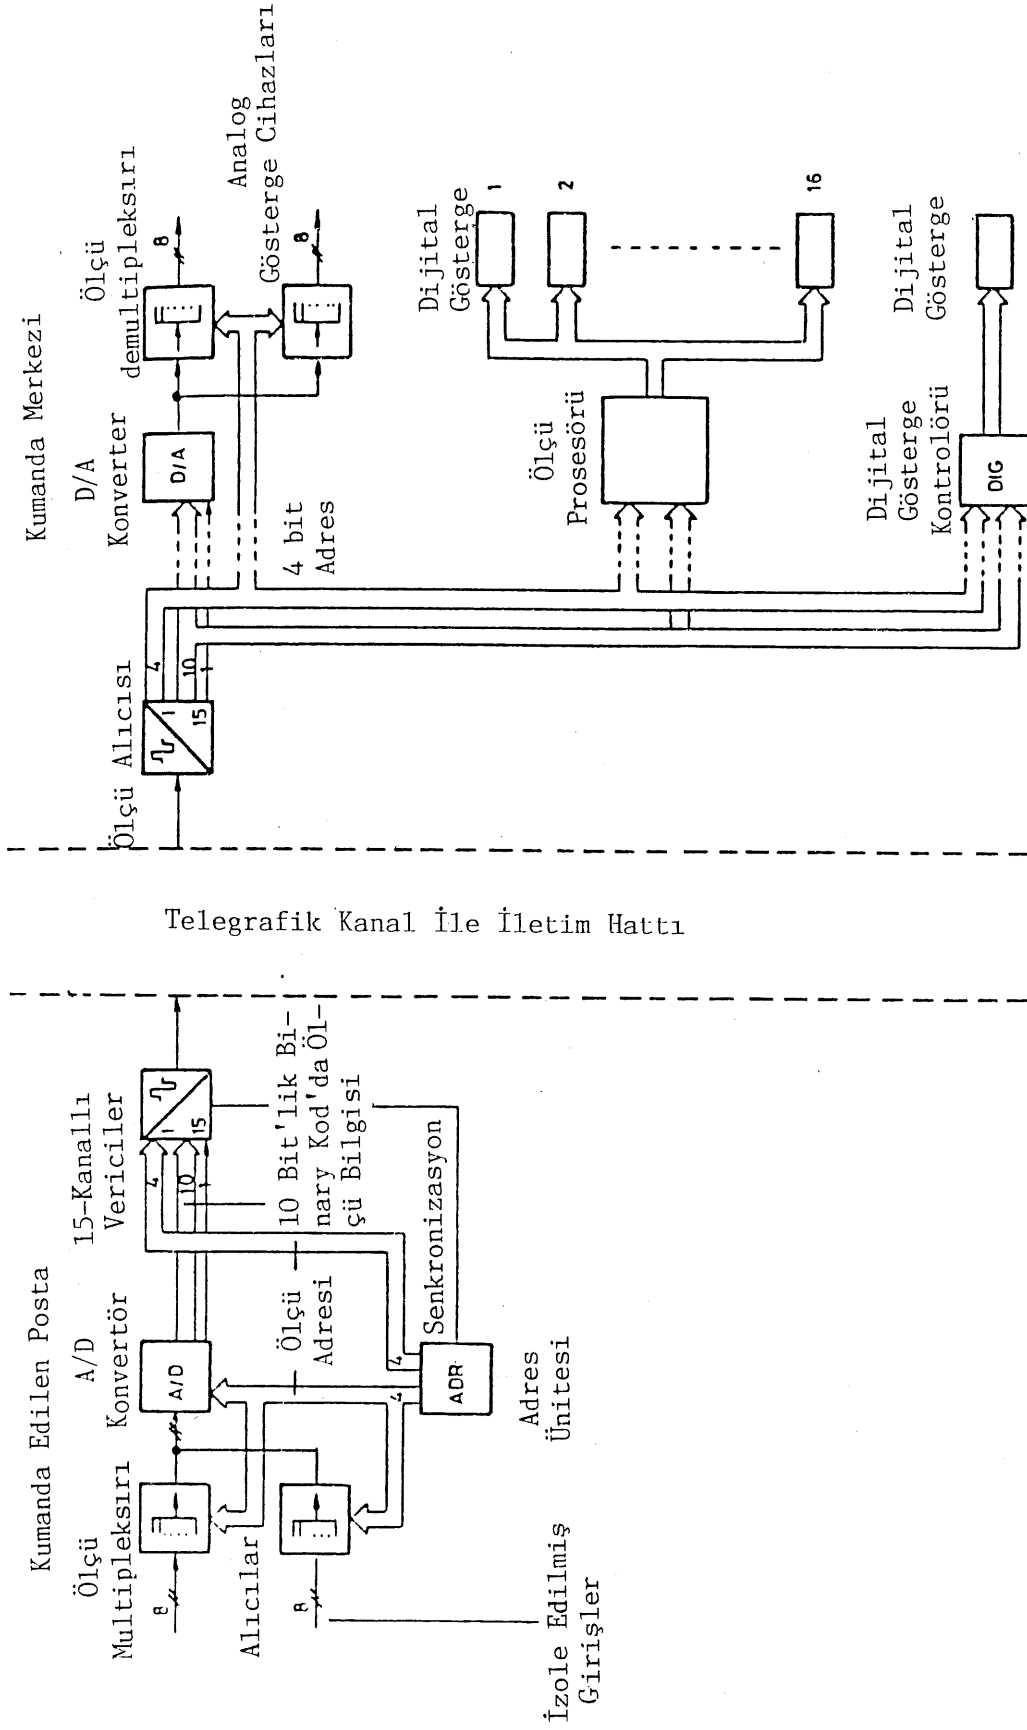 Kumanda Edilen Posta
Ölçü
Multipleksırı
A/D
Konvertör
15-Kanallı
Vericiler
8
8
A/D
4
10
1
1
15
Alıcılar
Ölçü
Adresi
10 Bit'lik Bi-
nary Kod'da Öl-
çü Bilgisi
4
4
ADR.
Senkronizasyon
Adres
Ünitesi
İzole Edilmiş
Girişler
Telegrafik Kanal İle İletim Hattı
Kumanda Merkezi
Ölçü Alıcısı
D/A
Konverter
Ölçü
demultipleksırı
1
15
4
10
1
D/A
8
8
4 bit
Adres
Analog
Gösterge Cihazları
Ölçü
Prosesörü
Dijital
Gösterge
1
2
16
Dijital
Gösterge
Kontrolörü
DIG
Dijital
Gösterge